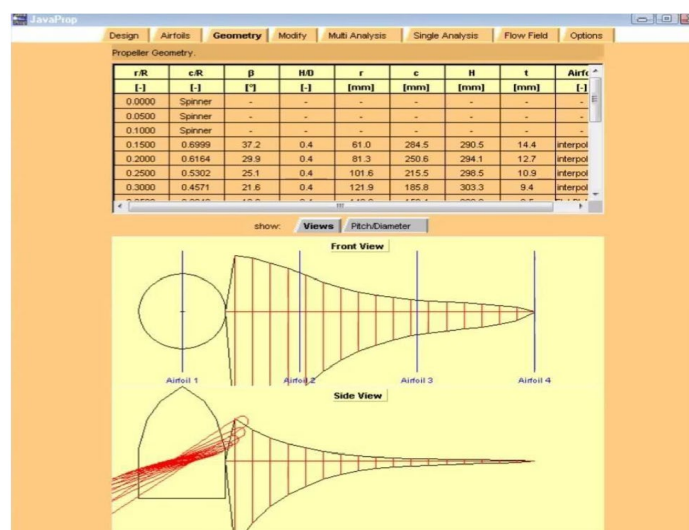 JavaProp
Design Airfoils Geometry Modify Multi Analysis Single Analysis Flow Field Options
Propeller Geometry.
r/R c/R β H/D r c H t Airfo
[-] [-] [°] [-] [mm] [mm] [mm] [mm] [-]
0.0000 Spinner - - - - - - -
0.0500 Spinner - - - - - - -
0.1000 Spinner - - - - - - -
0.1500 0.6999 37.2 0.4 61.0 284.5 290.5 14.4 interpol
0.2000 0.6164 29.9 0.4 81.3 250.6 294.1 12.7 interpol
0.2500 0.5302 25.1 0.4 101.6 215.5 298.5 10.9 interpol
0.3000 0.4571 21.6 0.4 121.9 185.8 303.3 9.4 interpol
show: Views Pitch/Diameter
Front View
Airfoil 1 Airfoil 2 Airfoil 3 Airfoil 4
Side View